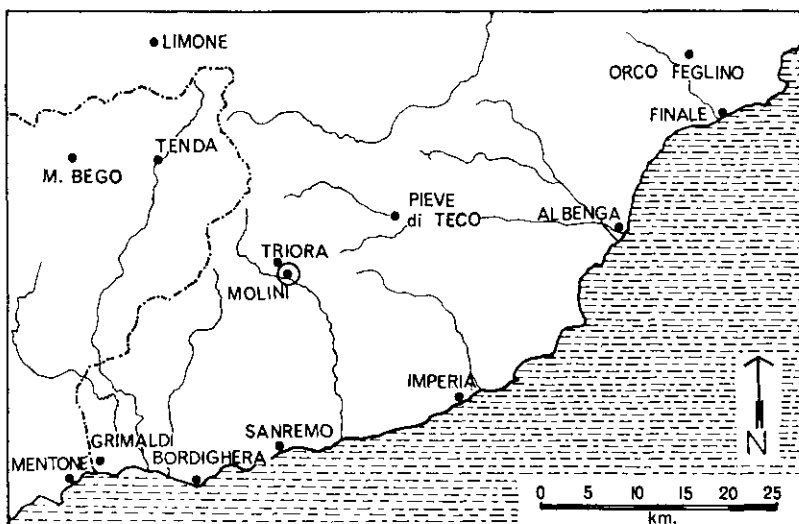 LIMONE
ORCO FEGLINO
FINALE
TENDA
M. BEGO
PIEVE
di TECO
ALBENGA
TRIORA
MOLINI
IMPERIA
SANREMO
GRIMALDI
MENTONE
BORDIGHERA
N
0 5 10 15 20 25
km.